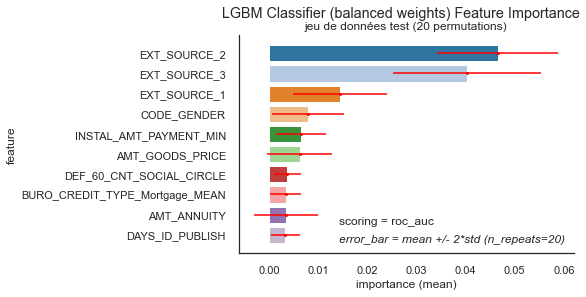 LGBM Classifier (balanced weights) Feature Importance
jeu de données test (20 permutations)
feature
EXT_SOURCE_2
EXT_SOURCE_3
EXT_SOURCE_1
CODE_GENDER
INSTAL_AMT_PAYMENT_MIN
AMT_GOODS_PRICE
DEF_60_CNT_SOCIAL_CIRCLE
BURO_CREDIT_TYPE_Mortgage_MEAN
AMT_ANNUITY
DAYS_ID_PUBLISH
scoring = roc_auc
error_bar = mean +/- 2*std (n_repeats=20)
0.00 0.01 0.02 0.03 0.04 0.05 0.06
importance (mean)